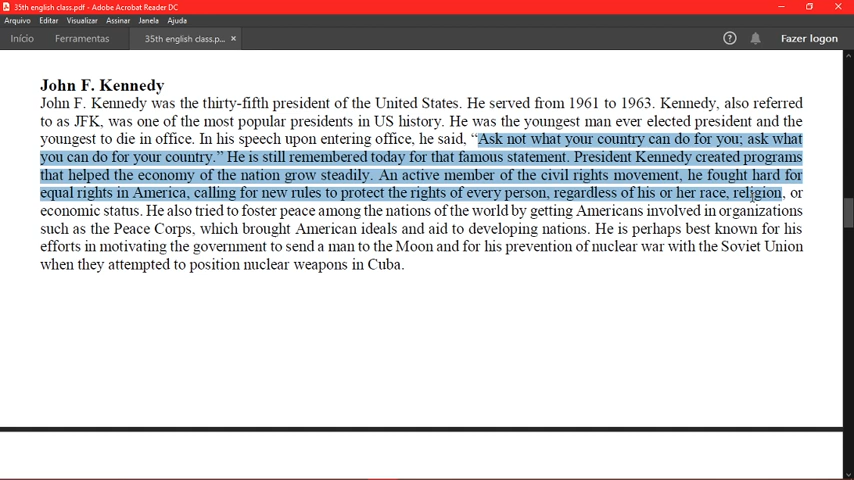 35th english class.pdf - Adobe Acrobat Reader DC
Arquivo Editar Visualizar Assinar Janela Ajuda
Início Ferramentas 35th english class.p... × Fazer logon
John F. Kennedy
John F. Kennedy was the thirty-fifth president of the United States. He served from 1961 to 1963. Kennedy, also referred
to as JFK, was one of the most popular presidents in US history. He was the youngest man ever elected president and the
youngest to die in office. In his speech upon entering office, he said, “Ask not what your country can do for you; ask what
you can do for your country.” He is still remembered today for that famous statement. President Kennedy created programs
that helped the economy of the nation grow steadily. An active member of the civil rights movement, he fought hard for
equal rights in America, calling for new rules to protect the rights of every person, regardless of his or her race, religion, or
economic status. He also tried to foster peace among the nations of the world by getting Americans involved in organizations
such as the Peace Corps, which brought American ideals and aid to developing nations. He is perhaps best known for his
efforts in motivating the government to send a man to the Moon and for his prevention of nuclear war with the Soviet Union
when they attempted to position nuclear weapons in Cuba.